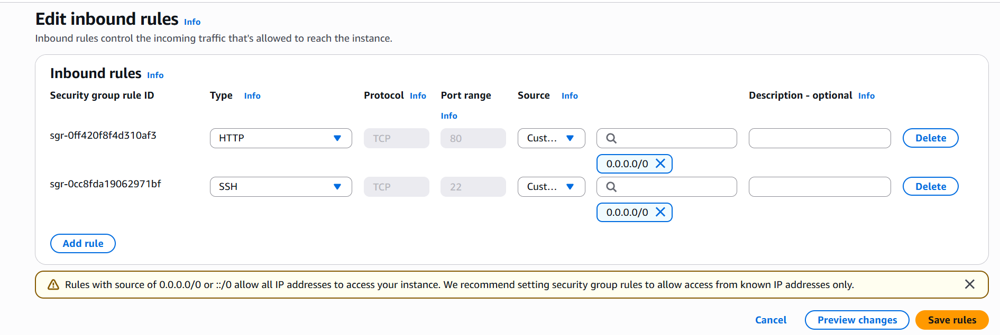 Edit inbound rules Info
Inbound rules control the incoming traffic that's allowed to reach the instance.
Inbound rules Info
Security group rule ID Type Info Protocol Info Port range Info Source Info Description - optional Info
sgr-0ff420f8f4d310af3 HTTP TCP 80 Cust... Delete
0.0.0.0/0
sgr-0cc8fda19062971bf SSH TCP 22 Cust... Delete
0.0.0.0/0
Add rule
Rules with source of 0.0.0.0/0 or ::/0 allow all IP addresses to access your instance. We recommend setting security group rules to allow access from known IP addresses only.
Cancel Preview changes Save rules